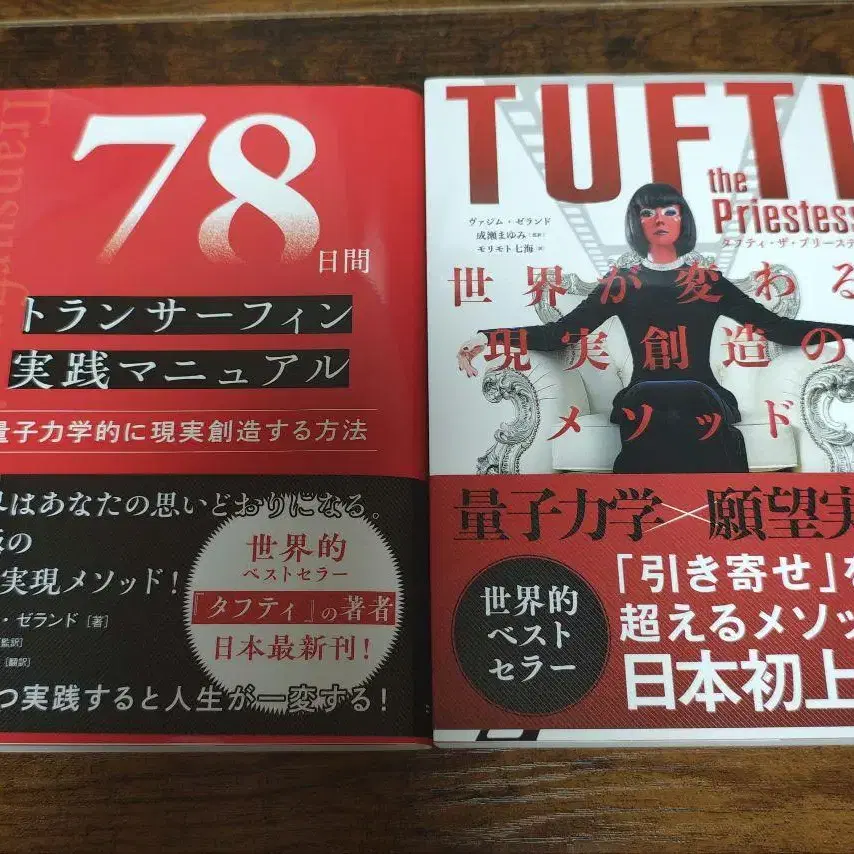 Transurf
78
日間
トランサーフィン
実践マニュアル
量子力学的に現実創造する方法
はあなたの思いどおりになる。
の
実現メソッド!
・ゼランド [著]
[監訳]
[翻訳]
世界的
ベストセラー
『タフティ』の著者
日本最新刊!
つ実践すると人生が一変する!
TUFTI
the
Priestess
ヴァジム・ゼランド
成瀬まゆみ[監訳]
モリモト七海[訳]
タフティ・ザ・プリーステ
世界が変わる
現実創造の
メソッド
量子力学×願望実
世界的
ベスト
セラー
「引き寄せ」を
超えるメソッ
日本初上